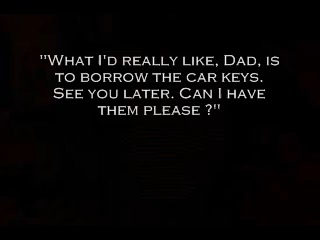 "What I'd really like, Dad, is
to borrow the car keys.
See you later. Can I have
them please ?"